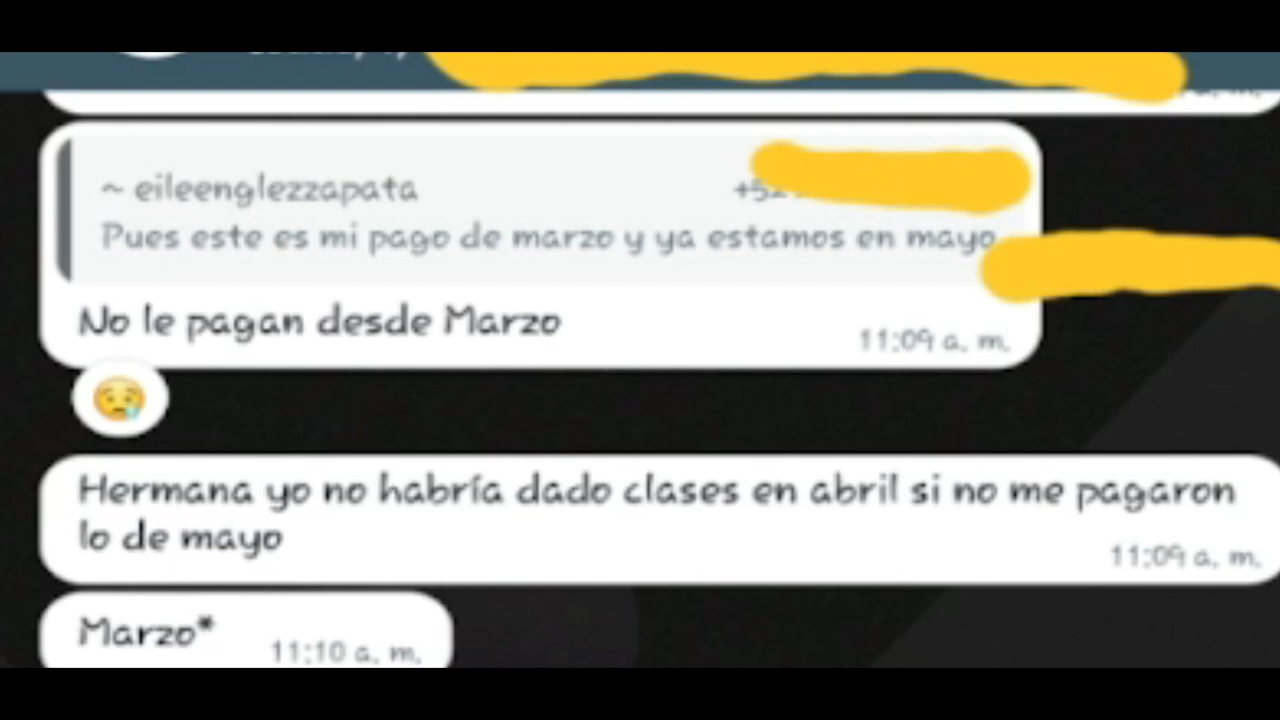 ~ eileenglezzapata
Pues este es mi pago de marzo y ya estamos en mayo
No le pagan desde Marzo
11:09 a. m.
Hermana yo no habría dado clases en abril si no me pagaron
lo de mayo
11:09 a. m.
Marzo*
11:10 a. m.